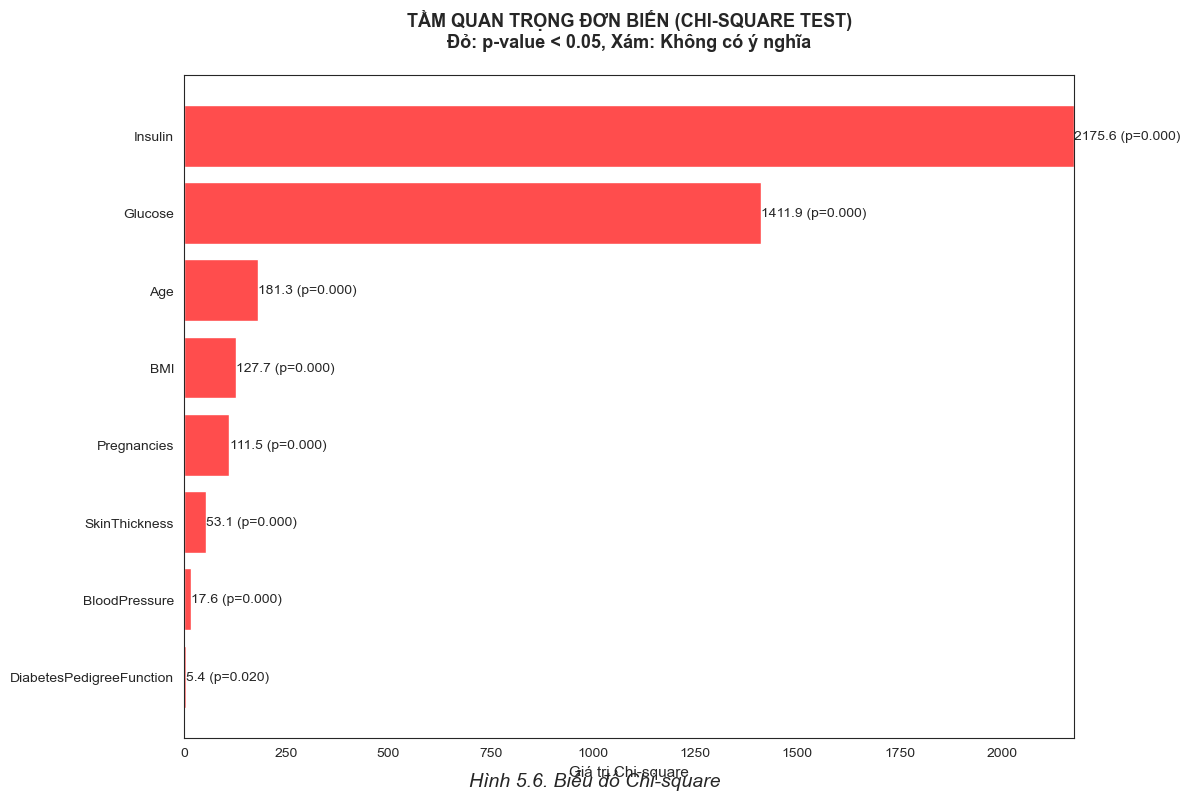 TẦM QUAN TRỌNG ĐƠN BIẾN (CHI-SQUARE TEST)
Đỏ: p-value < 0.05, Xám: Không có ý nghĩa
Insulin
2175.6 (p=0.000)
Glucose
1411.9 (p=0.000)
Age
181.3 (p=0.000)
BMI
127.7 (p=0.000)
Pregnancies
111.5 (p=0.000)
SkinThickness
53.1 (p=0.000)
BloodPressure
17.6 (p=0.000)
DiabetesPedigreeFunction
5.4 (p=0.020)
0 250 500 750 1000 1250 1500 1750 2000
Giá trị Chi-square
Hình 5.6. Biểu đồ Chi-square